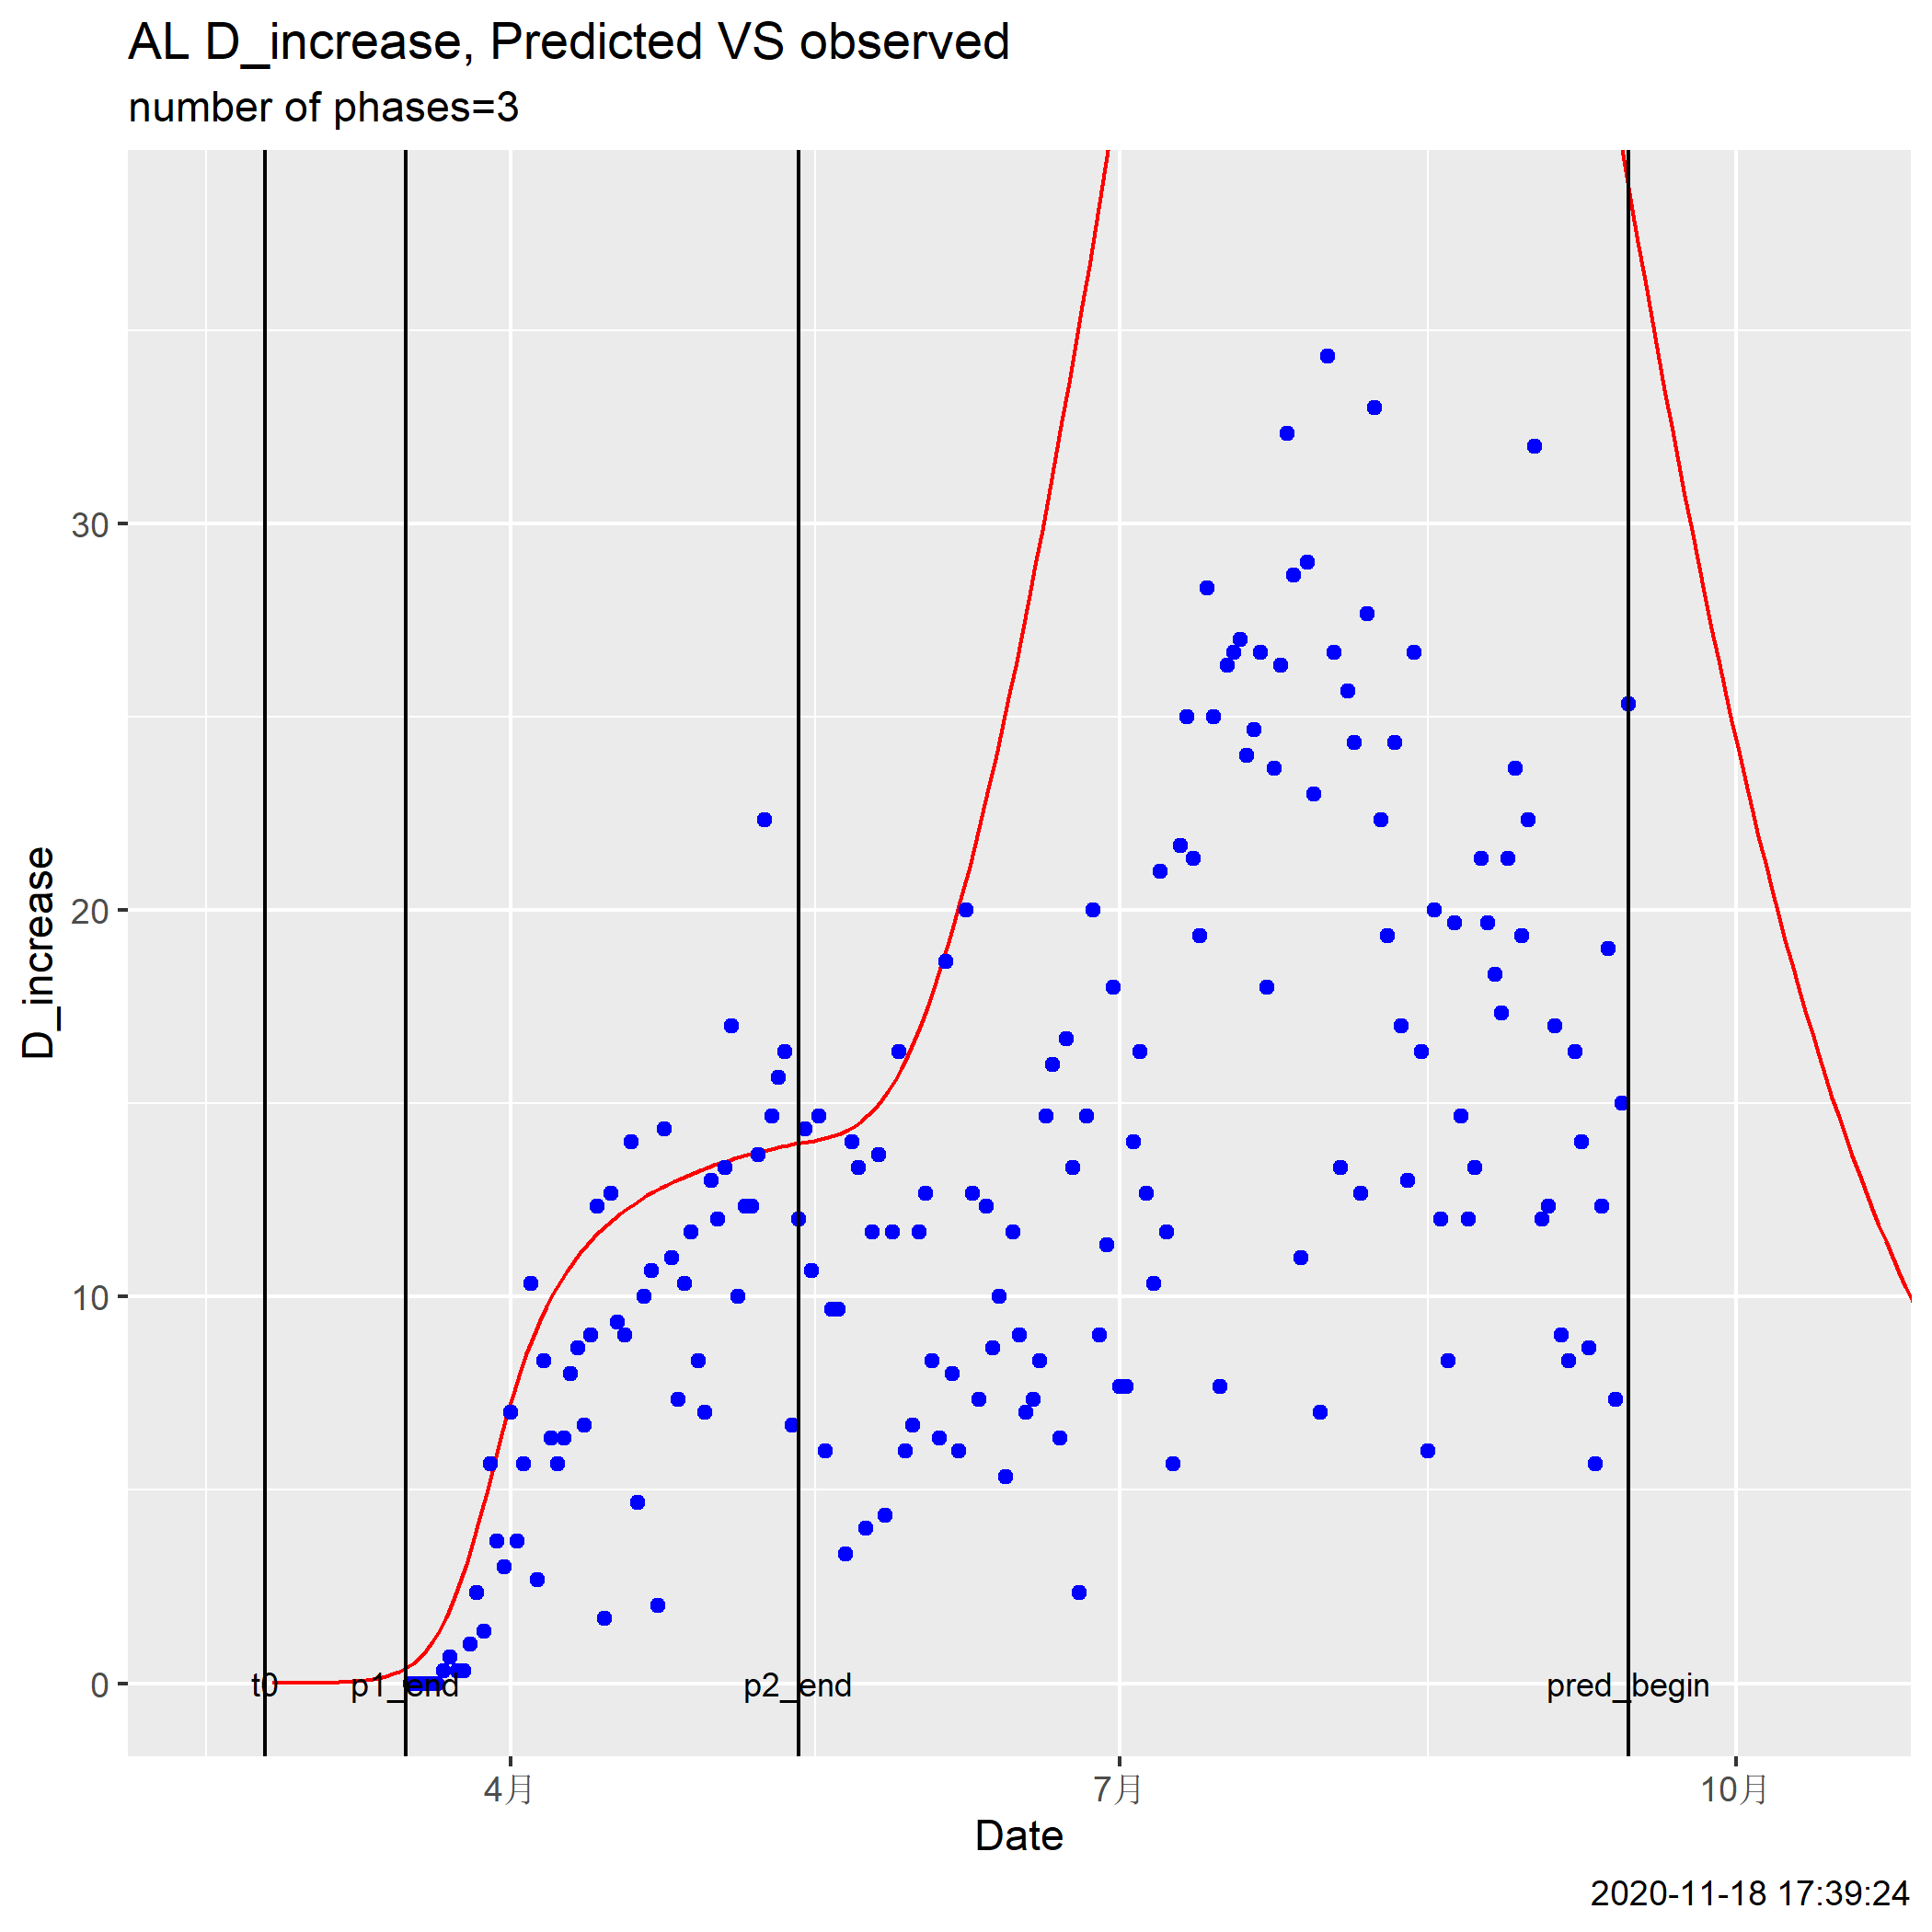 AL D_increase, Predicted VS observed
number of phases=3
D_increase
30
20
10
0
t0
p1_end
p2_end
pred_begin
4月
7月
10月
Date
2020-11-18 17:39:24